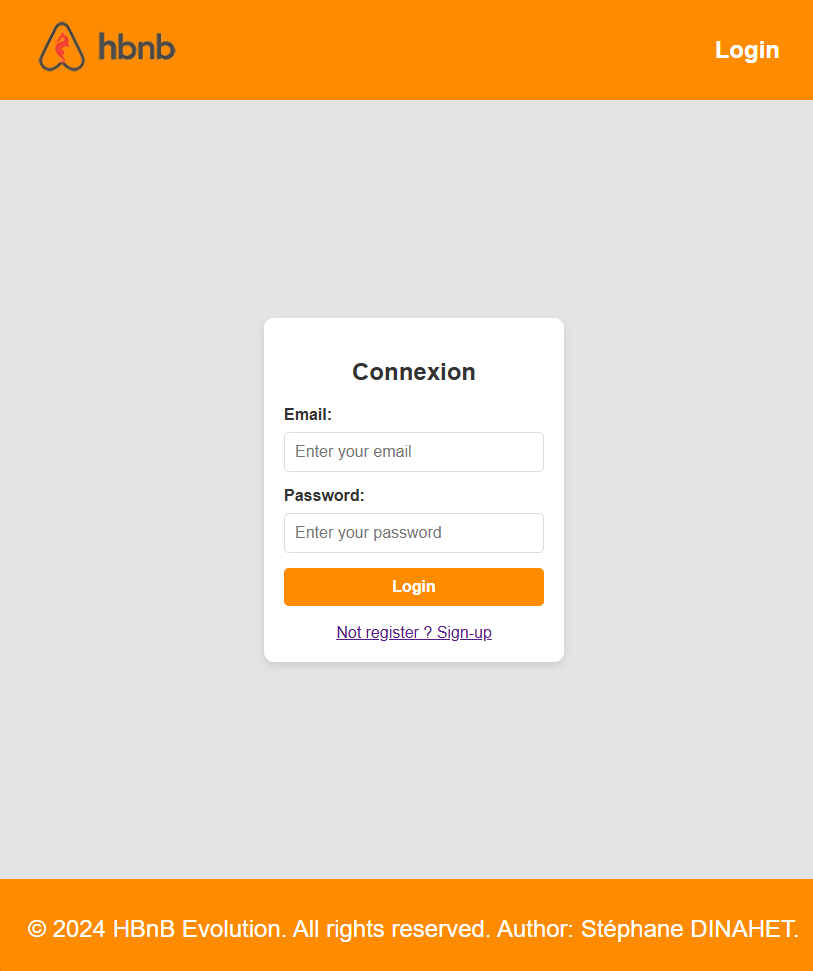 hbnb
Login
Connexion
Email:
Enter your email
Password:
Enter your password
Login
Not register ? Sign-up
© 2024 HBnB Evolution. All rights reserved. Author: Stéphane DINAHET.